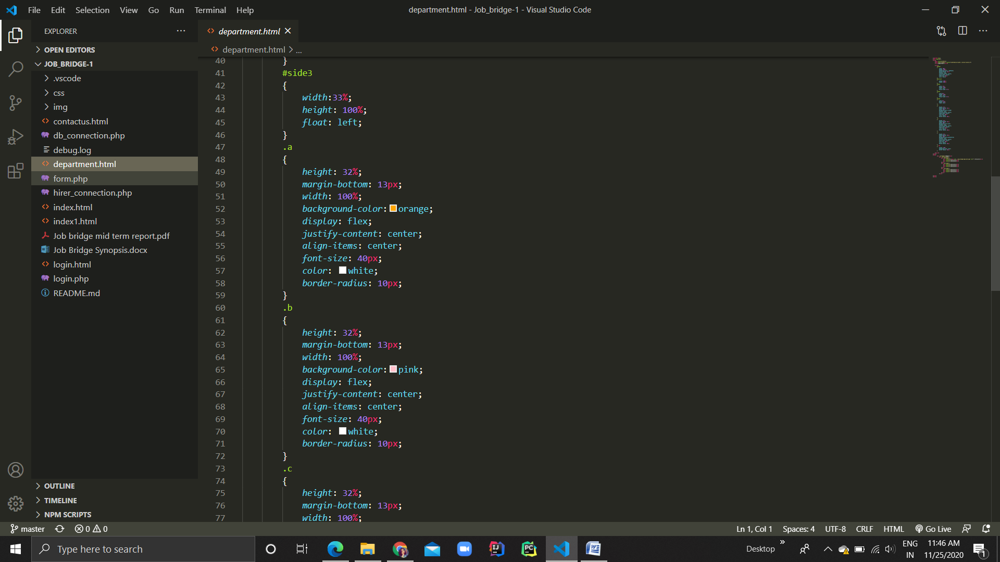 File Edit Selection View Go Run Terminal Help
department.html - Job_bridge-1 - Visual Studio Code
EXPLORER
OPEN EDITORS
JOB_BRIDGE-1
.vscode
css
img
contactus.html
db_connection.php
debug.log
department.html
form.php
hirer_connection.php
index.html
index1.html
Job bridge mid term report.pdf
Job Bridge Synopsis.docx
login.html
login.php
README.md
OUTLINE
TIMELINE
NPM SCRIPTS
department.html
department.html > ...
40 }
41 #side3
42 {
43 width:33%;
44 height: 100%;
45 float: left;
46 }
47 .a
48 {
49 height: 32%;
50 margin-bottom: 13px;
51 width: 100%;
52 background-color: orange;
53 display: flex;
54 justify-content: center;
55 align-items: center;
56 font-size: 40px;
57 color: white;
58 border-radius: 10px;
59 }
60 .b
61 {
62 height: 32%;
63 margin-bottom: 13px;
64 width: 100%;
65 background-color: pink;
66 display: flex;
67 justify-content: center;
68 align-items: center;
69 font-size: 40px;
70 color: white;
71 border-radius: 10px;
72 }
73 .c
74 {
75 height: 32%;
76 margin-bottom: 13px;
77 width: 100%;
master 0 0
Ln 1, Col 1 Spaces: 4 UTF-8 CRLF HTML Go Live
Type here to search
IJ
PC
W
Desktop
ENG
IN
11:46 AM
11/25/2020
1